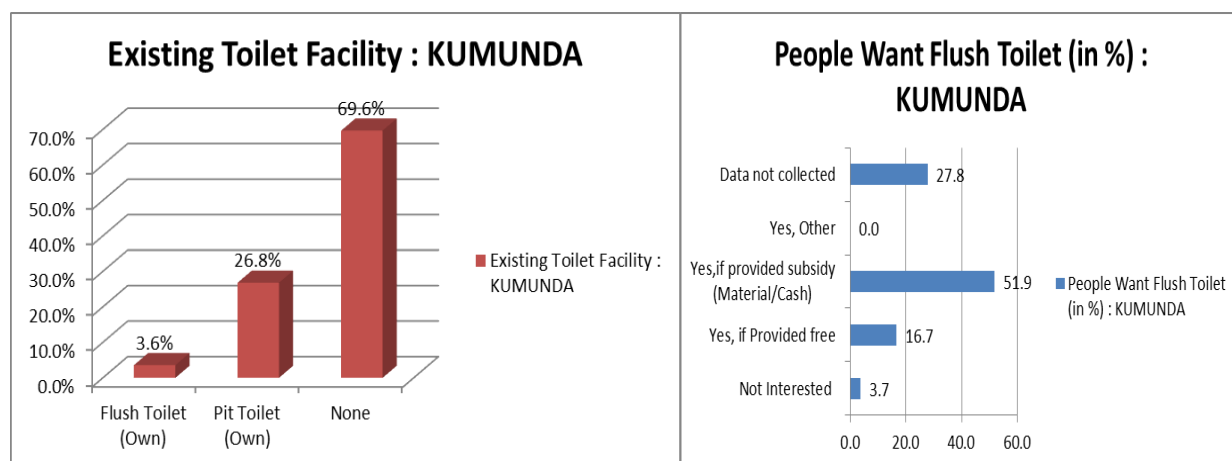 Existing Toilet Facility : KUMUNDA
69.6%
70.0%
60.0%
50.0%
40.0%
30.0%
20.0%
10.0%
0.0%
26.8%
3.6%
Flush Toilet
(Own)
Pit Toilet
(Own)
None
Existing Toilet Facility :
KUMUNDA
People Want Flush Toilet (in %) :
KUMUNDA
Data not collected
27.8
Yes, Other
0.0
Yes,if provided subsidy
(Material/Cash)
51.9
Yes, if Provided free
16.7
Not Interested
3.7
0.0 20.0 40.0 60.0
People Want Flush Toilet
(in %) : KUMUNDA